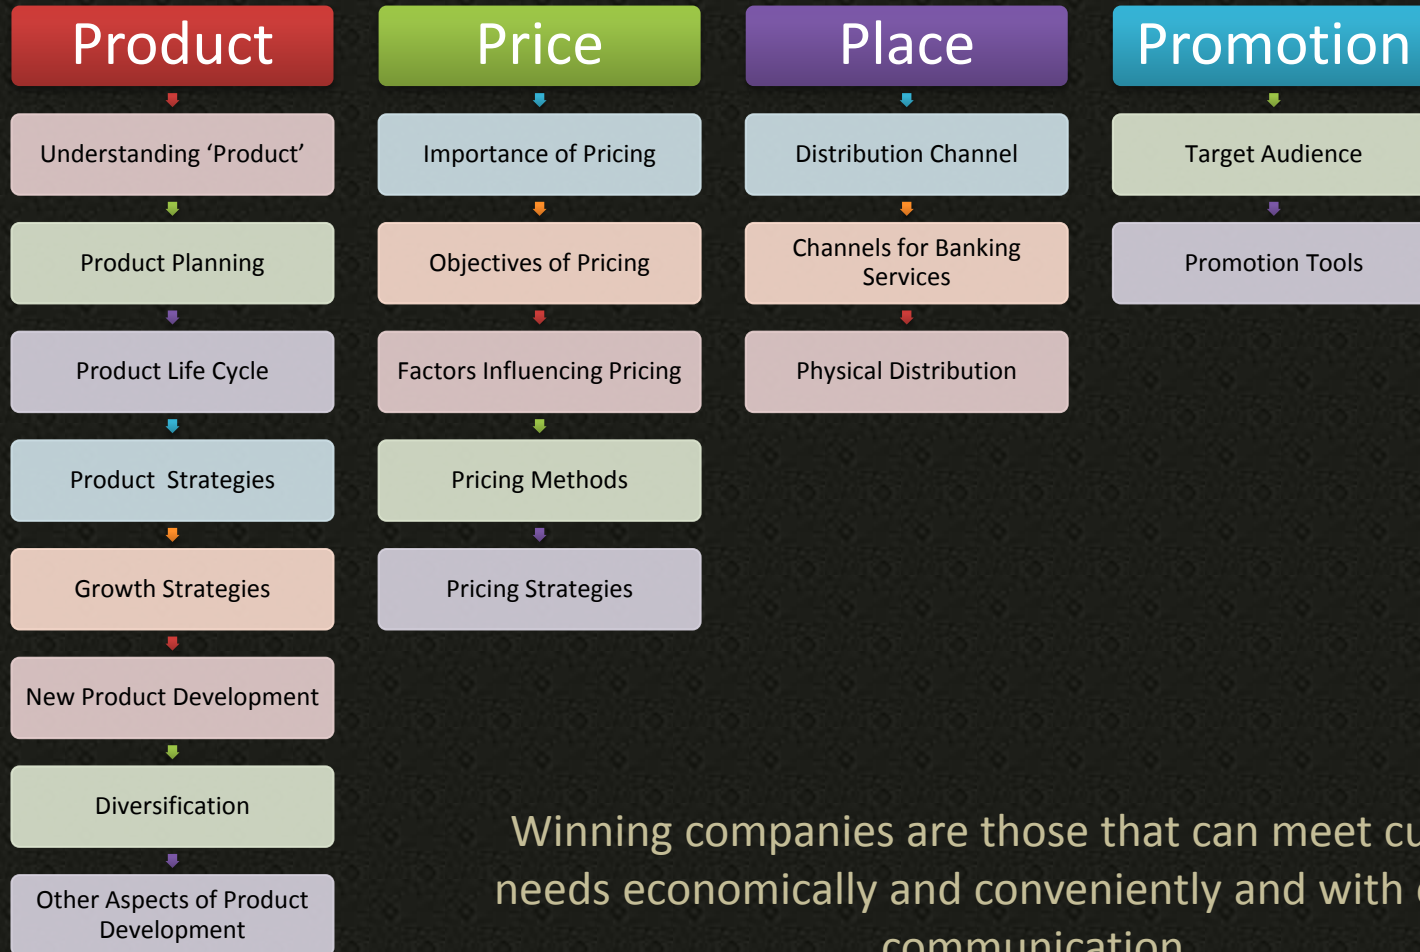 Product
Understanding ‘Product’
Product Planning
Product Life Cycle
Product Strategies
Growth Strategies
New Product Development
Diversification
Other Aspects of Product
Development
Price
Importance of Pricing
Objectives of Pricing
Factors Influencing Pricing
Pricing Methods
Pricing Strategies
Place
Distribution Channel
Channels for Banking
Services
Physical Distribution
Promotion
Target Audience
Promotion Tools
Winning companies are those that can meet
needs economically and conveniently and with
communication